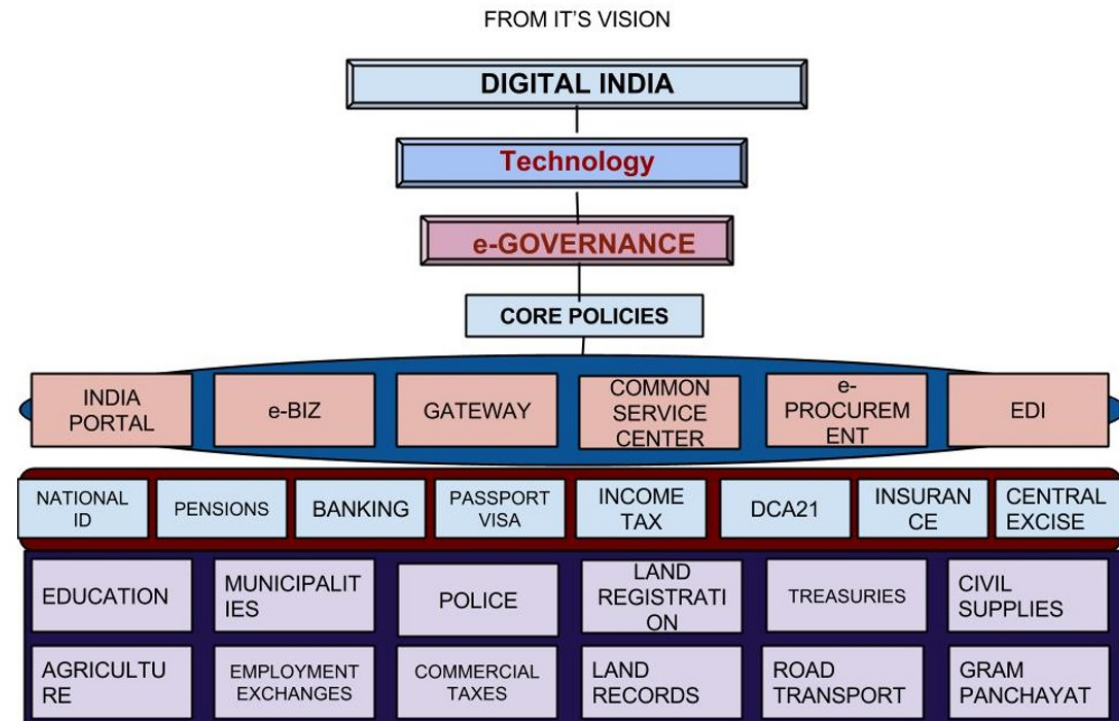 FROM IT'S VISION
DIGITAL INDIA
Technology
e-GOVERNANCE
CORE POLICIES
INDIA
PORTAL
e-BIZ
GATEWAY
COMMON
SERVICE
CENTER
e-
PROCUREM
ENT
EDI
NATIONAL
ID
PENSIONS
BANKING
PASSPORT
VISA
INCOME
TAX
DCA21
INSURAN
CE
CENTRAL
EXCISE
EDUCATION
MUNICIPALIT
IES
POLICE
LAND
REGISTRATI
ON
TREASURIES
CIVIL
SUPPLIES
AGRICULTU
RE
EMPLOYMENT
EXCHANGES
COMMERCIAL
TAXES
LAND
RECORDS
ROAD
TRANSPORT
GRAM
PANCHAYAT